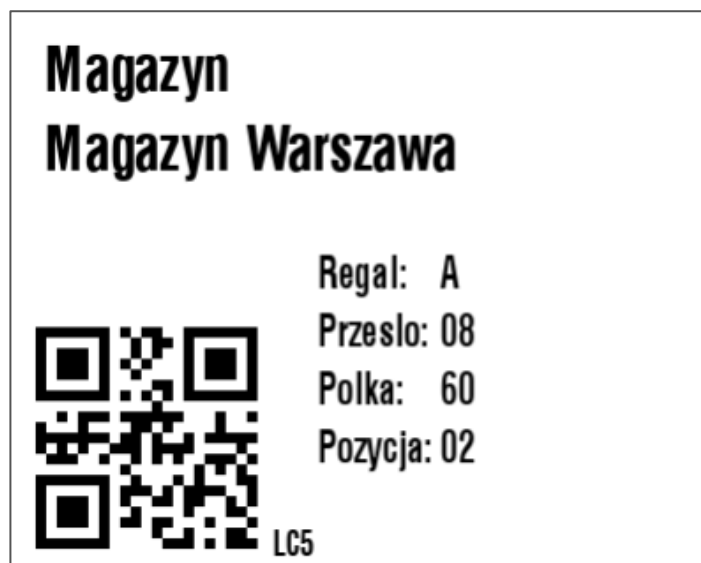 Magazyn
Magazyn Warszawa
Regal: A
Przeslo: 08
Polka: 60
Pozycja: 02
LC5